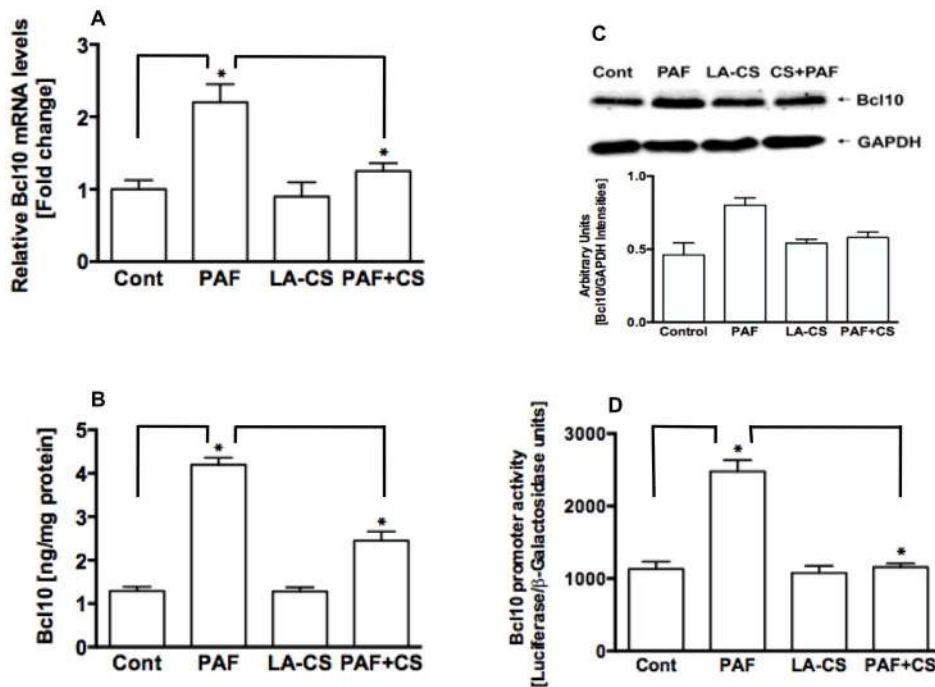 A
Relative Bcl10 mRNA levels
[Fold change]
3
2
1
0
*
*
Cont PAF LA-CS PAF+CS
B
Bcl10 [ng/mg protein]
5
4
3
2
1
0
*
*
Cont PAF LA-CS PAF+CS
C
Cont PAF LA-CS CS+PAF
← Bcl10
← GAPDH
Arbitrary Units
[Bcl10/GAPDH Intensities]
1.0
0.5
0.0
Control PAF LA-CS PAF+CS
D
Bcl10 promoter activity
[Luciferase/β-Galactosidase units]
3000
2000
1000
0
*
*
Cont PAF LA-CS PAF+CS